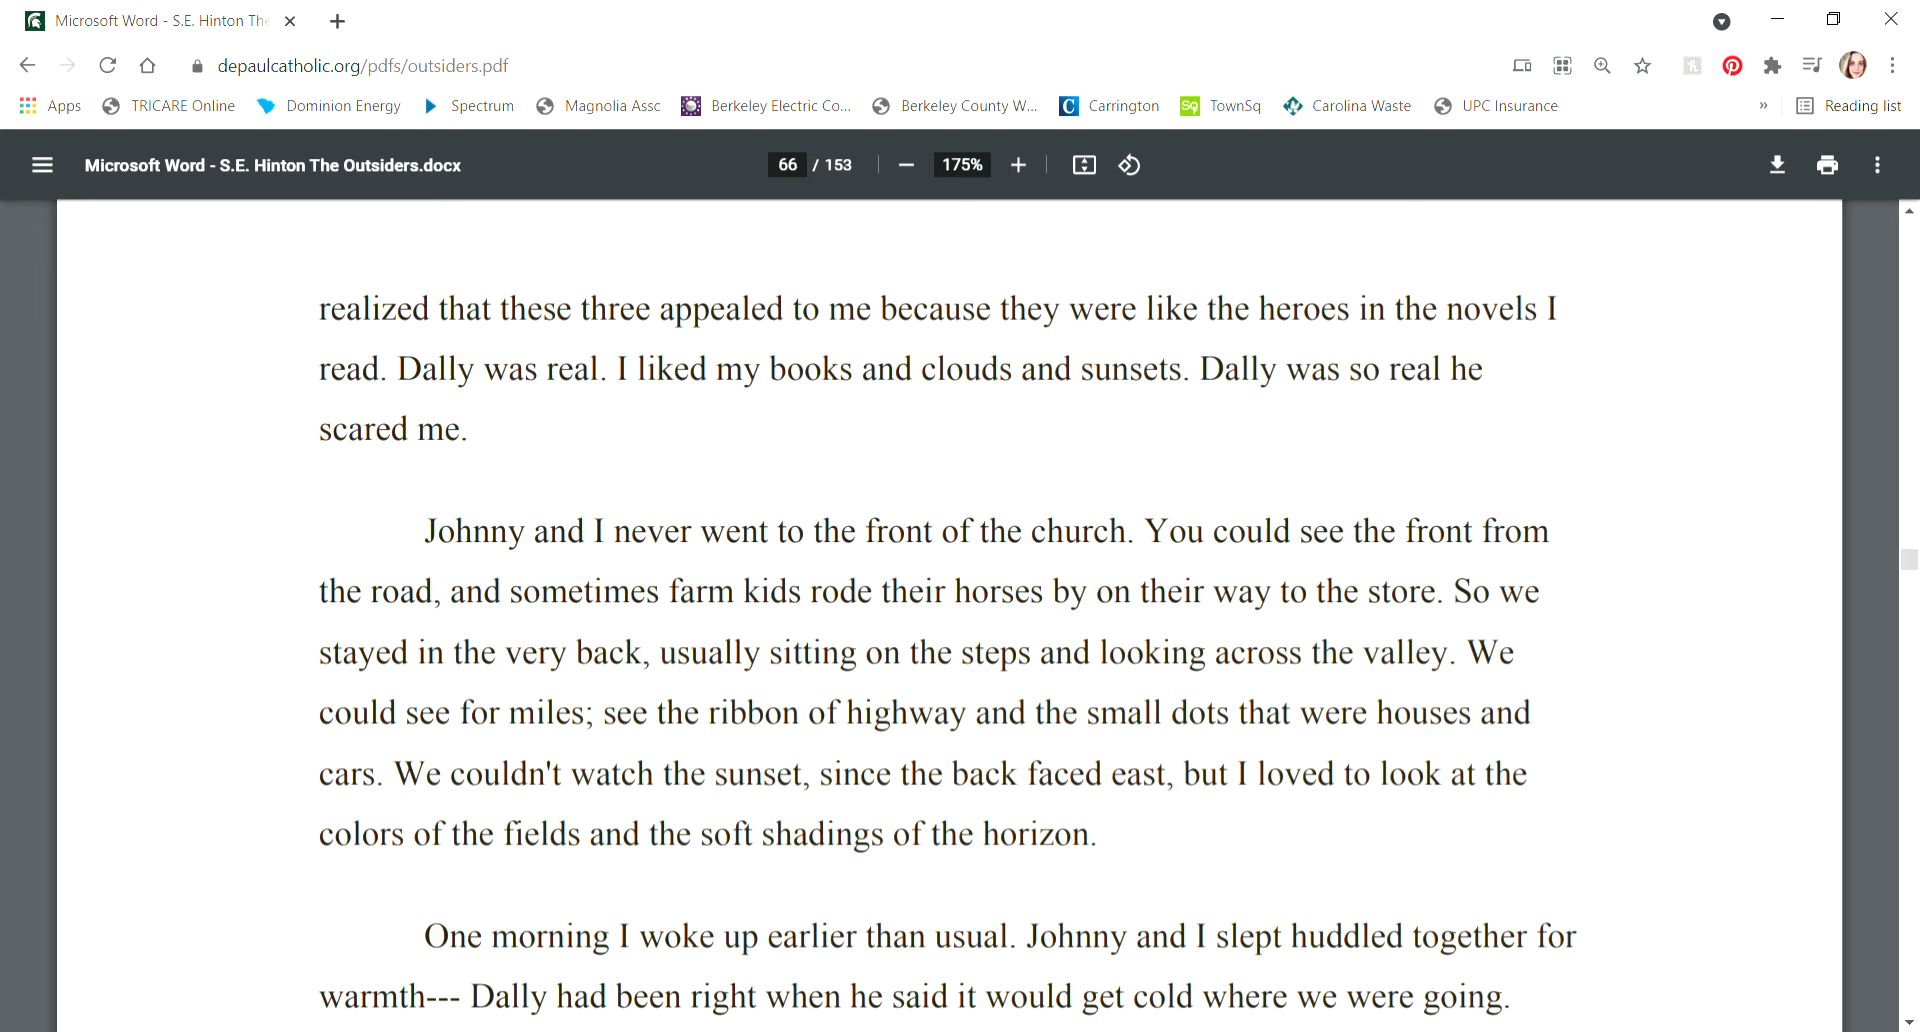 Microsoft Word - S.E. Hinton The
depaulcatholic.org/pdfs/outsiders.pdf
Apps TRICARE Online Dominion Energy Spectrum Magnolia Assc Berkeley Electric Co... Berkeley County W... Carrington TownSq Carolina Waste UPC Insurance » Reading list
Microsoft Word - S.E. Hinton The Outsiders.docx 66 / 153 175%
realized that these three appealed to me because they were like the heroes in the novels I
read. Dally was real. I liked my books and clouds and sunsets. Dally was so real he
scared me.
Johnny and I never went to the front of the church. You could see the front from
the road, and sometimes farm kids rode their horses by on their way to the store. So we
stayed in the very back, usually sitting on the steps and looking across the valley. We
could see for miles; see the ribbon of highway and the small dots that were houses and
cars. We couldn't watch the sunset, since the back faced east, but I loved to look at the
colors of the fields and the soft shadings of the horizon.
One morning I woke up earlier than usual. Johnny and I slept huddled together for
warmth--- Dally had been right when he said it would get cold where we were going.